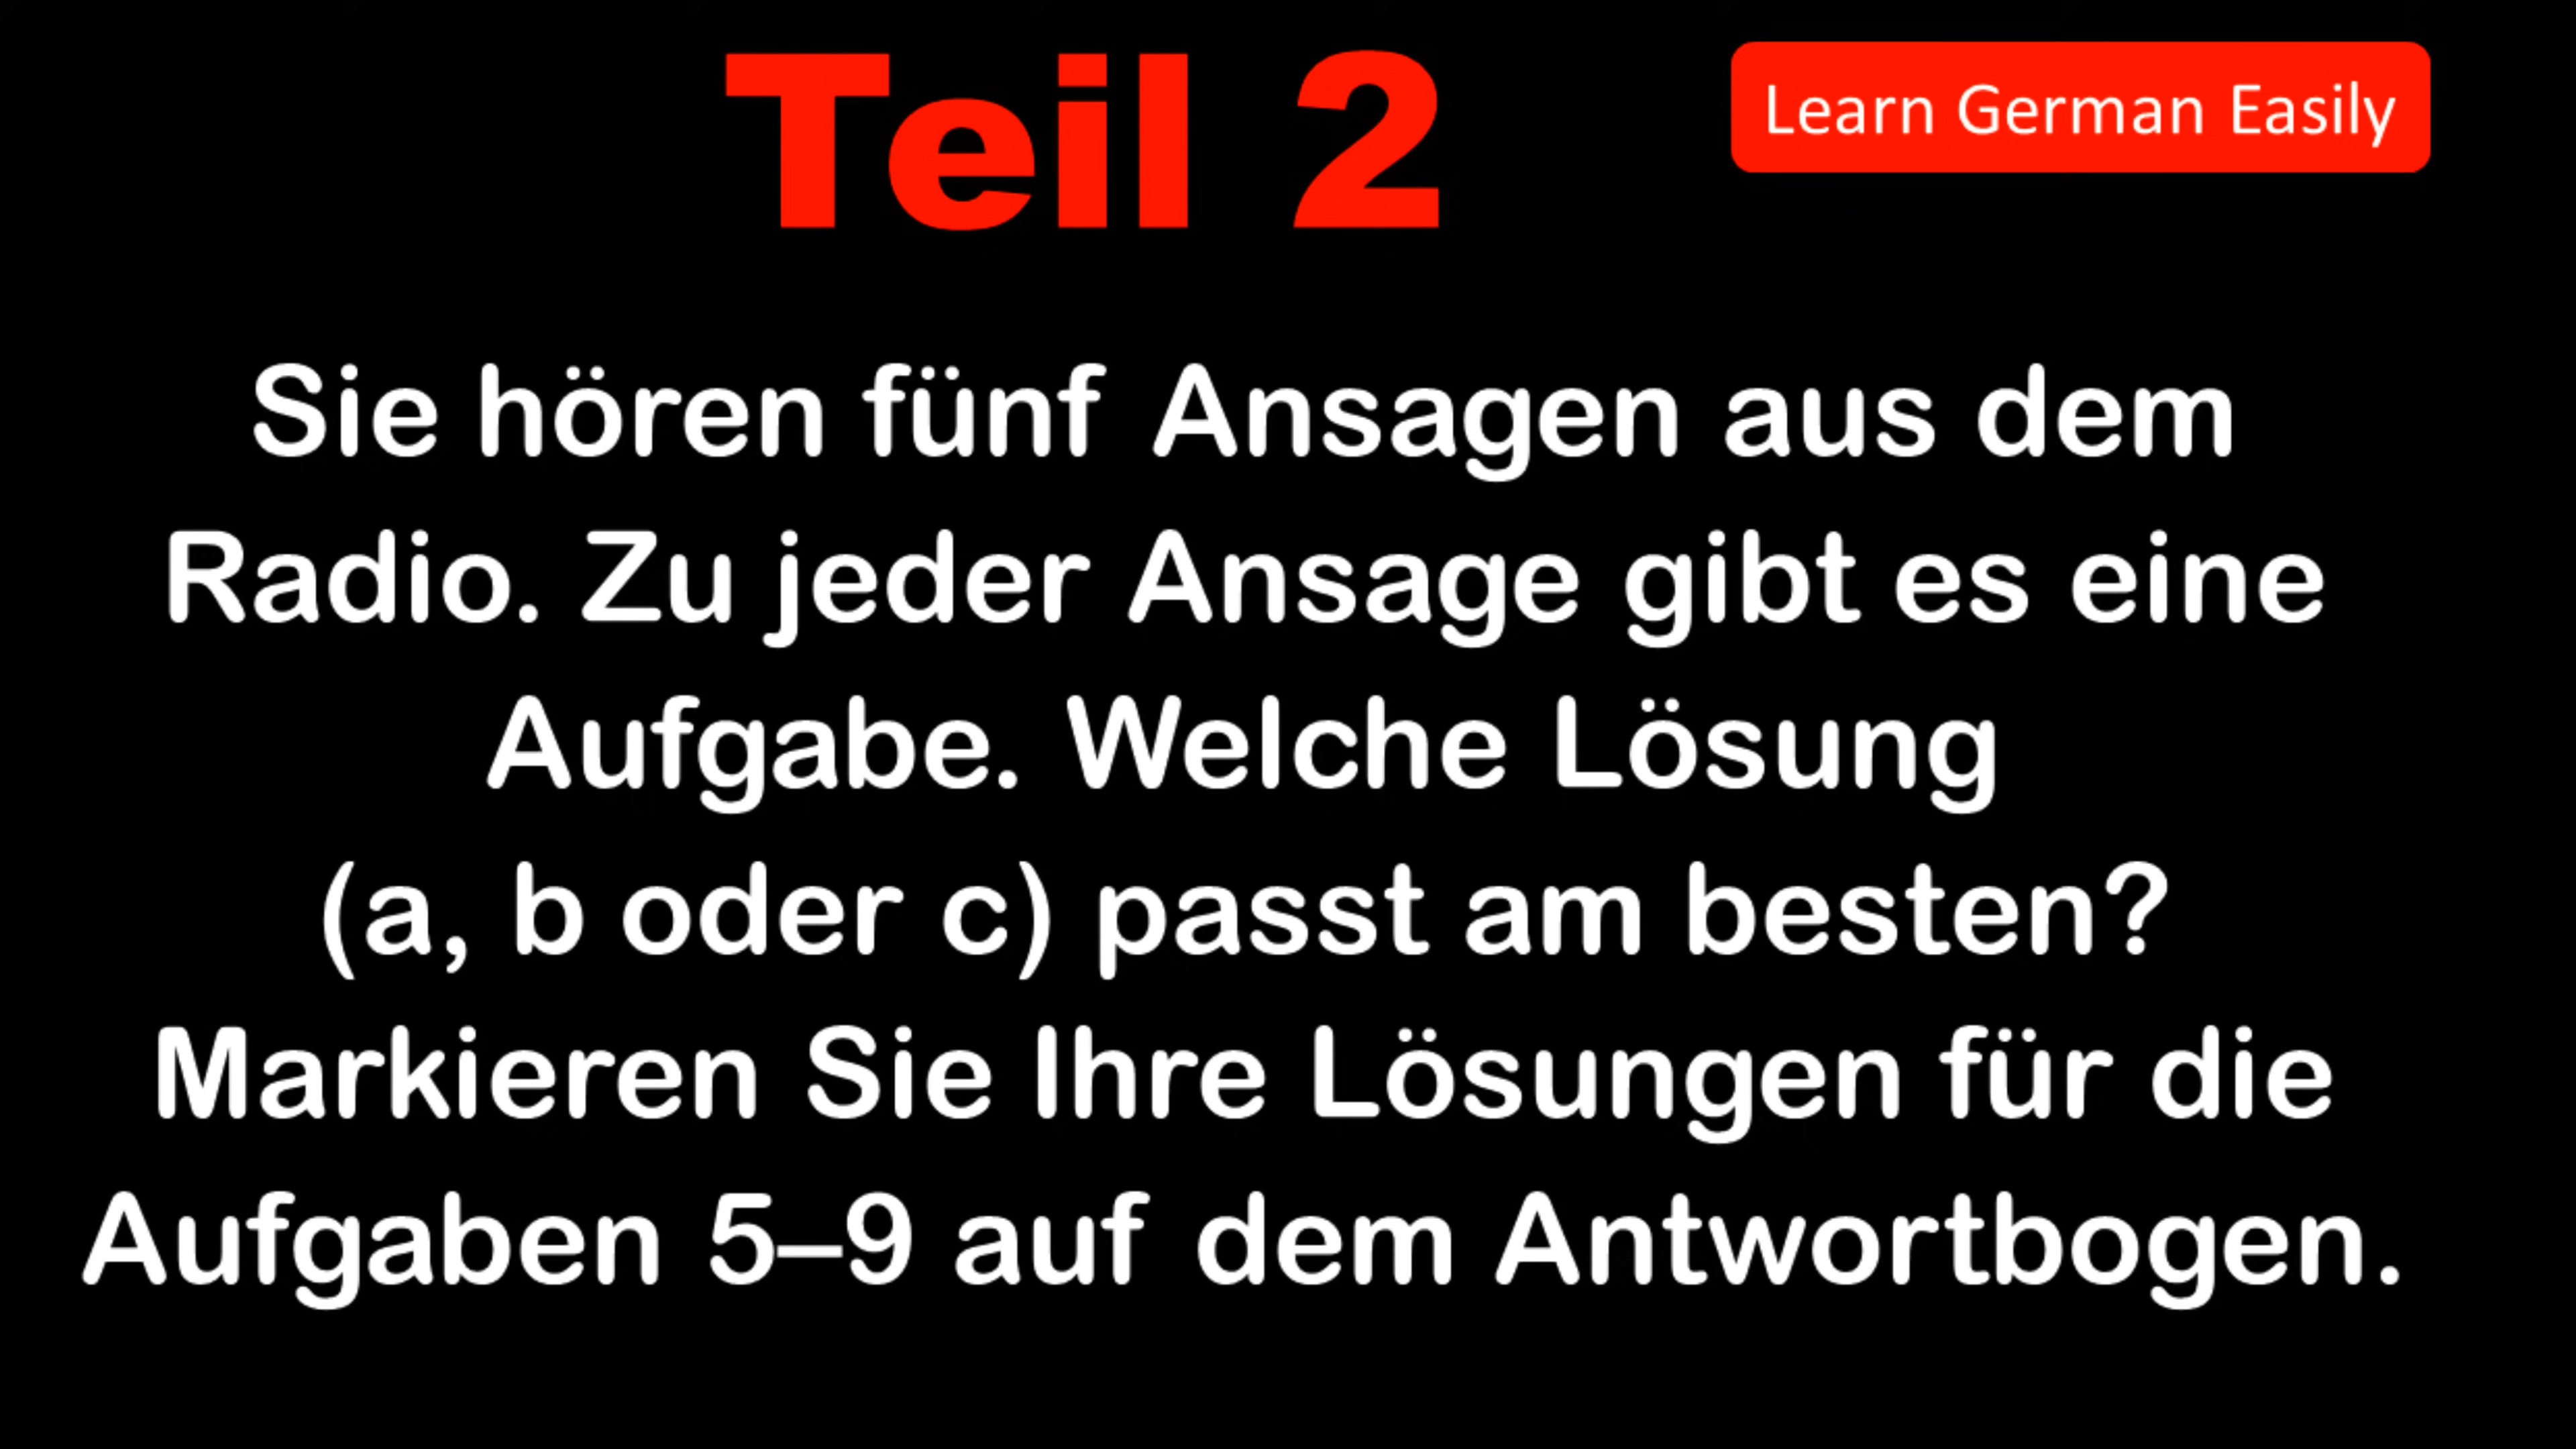 Teil 2
Learn German Easily
Sie hören fünf Ansagen aus dem
Radio. Zu jeder Ansage gibt es eine
Aufgabe. Welche Lösung
(a, b oder c) passt am besten?
Markieren Sie Ihre Lösungen für die
Aufgaben 5–9 auf dem Antwortbogen.